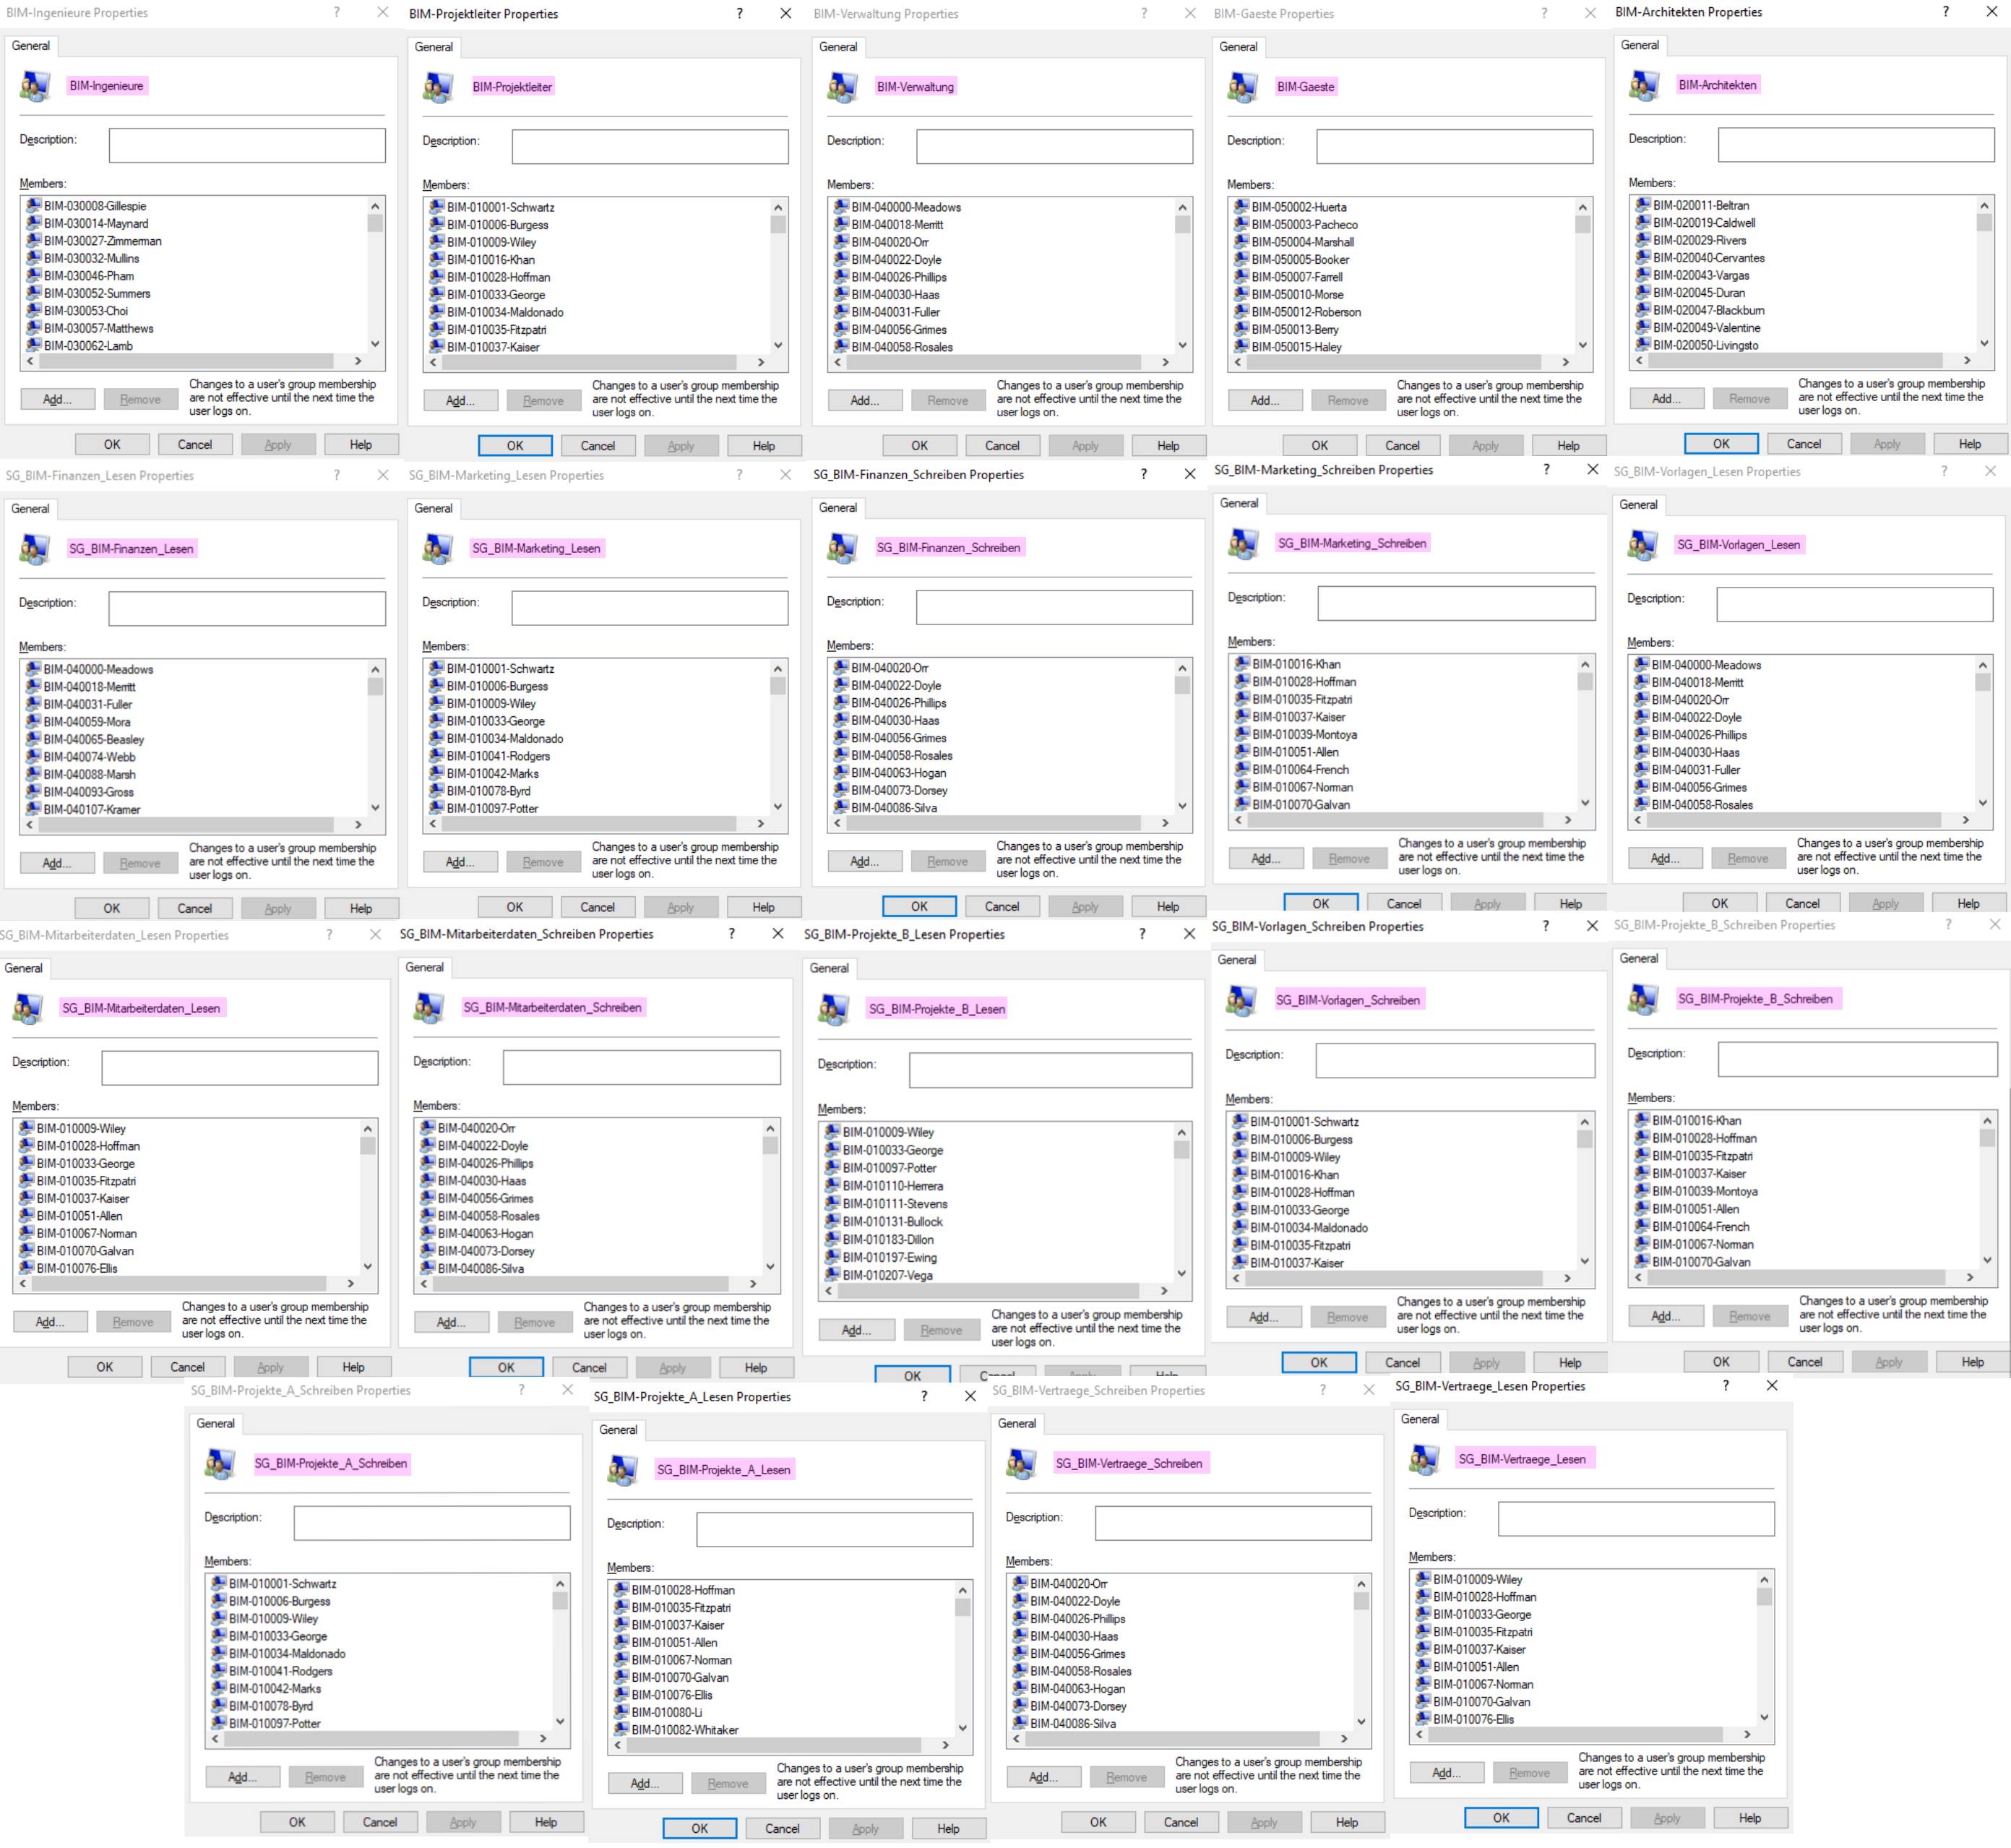 BIM-Ingenieure Properties ? ×
General
BIM-Ingenieure
Description:
Members:
BIM-030008-Gillespie
BIM-030014-Maynard
BIM-030027-Zimmerman
BIM-030032-Mullins
BIM-030046-Pham
BIM-030052-Summers
BIM-030053-Choi
BIM-030057-Matthews
BIM-030062-Lamb
Add... Remove
Changes to a user's group membership
are not effective until the next time the
user logs on.
OK Cancel Apply Help
BIM-Projektleiter Properties ? ×
General
BIM-Projektleiter
Description:
Members:
BIM-010001-Schwartz
BIM-010006-Burgess
BIM-010009-Wiley
BIM-010016-Khan
BIM-010028-Hoffman
BIM-010033-George
BIM-010034-Maldonado
BIM-010035-Fitzpatri
BIM-010037-Kaiser
Add... Remove
Changes to a user's group membership
are not effective until the next time the
user logs on.
OK Cancel Apply Help
BIM-Verwaltung Properties ? ×
General
BIM-Verwaltung
Description:
Members:
BIM-040000-Meadows
BIM-040018-Merritt
BIM-040020-Orr
BIM-040022-Doyle
BIM-040026-Phillips
BIM-040030-Haas
BIM-040031-Fuller
BIM-040056-Grimes
BIM-040058-Rosales
Add... Remove
Changes to a user's group membership
are not effective until the next time the
user logs on.
OK Cancel Apply Help
BIM-Gaeste Properties ? ×
General
BIM-Gaeste
Description:
Members:
BIM-050002-Huerta
BIM-050003-Pacheco
BIM-050004-Marshall
BIM-050005-Booker
BIM-050007-Farrell
BIM-050010-Morse
BIM-050012-Roberson
BIM-050013-Berry
BIM-050015-Haley
Add... Remove
Changes to a user's group membership
are not effective until the next time the
user logs on.
OK Cancel Apply Help
BIM-Architekten Properties ? ×
General
BIM-Architekten
Description:
Members:
BIM-020011-Beltran
BIM-020019-Caldwell
BIM-020029-Rivers
BIM-020040-Cervantes
BIM-020043-Vargas
BIM-020045-Duran
BIM-020047-Blackburn
BIM-020049-Valentine
BIM-020050-Livingsto
Add... Remove
Changes to a user's group membership
are not effective until the next time the
user logs on.
OK Cancel Apply Help
SG_BIM-Finanzen_Lesen Properties ? ×
General
SG_BIM-Finanzen_Lesen
Description:
Members:
BIM-040000-Meadows
BIM-040018-Merritt
BIM-040031-Fuller
BIM-040059-Mora
BIM-040065-Beasley
BIM-040074-Webb
BIM-040088-Marsh
BIM-040093-Gross
BIM-040107-Kramer
Add... Remove
Changes to a user's group membership
are not effective until the next time the
user logs on.
OK Cancel Apply Help
SG_BIM-Marketing_Lesen Properties ? ×
General
SG_BIM-Marketing_Lesen
Description:
Members:
BIM-010001-Schwartz
BIM-010006-Burgess
BIM-010009-Wiley
BIM-010033-George
BIM-010034-Maldonado
BIM-010041-Rodgers
BIM-010042-Marks
BIM-010078-Byrd
BIM-010097-Potter
Add... Remove
Changes to a user's group membership
are not effective until the next time the
user logs on.
OK Cancel Apply Help
SG_BIM-Finanzen_Schreiben Properties ? ×
General
SG_BIM-Finanzen_Schreiben
Description:
Members:
BIM-040020-Orr
BIM-040022-Doyle
BIM-040026-Phillips
BIM-040030-Haas
BIM-040056-Grimes
BIM-040058-Rosales
BIM-040063-Hogan
BIM-040073-Dorsey
BIM-040086-Silva
Add... Remove
Changes to a user's group membership
are not effective until the next time the
user logs on.
OK Cancel Apply Help
SG_BIM-Marketing_Schreiben Properties ? ×
General
SG_BIM-Marketing_Schreiben
Description:
Members:
BIM-010016-Khan
BIM-010028-Hoffman
BIM-010035-Fitzpatri
BIM-010037-Kaiser
BIM-010039-Montoya
BIM-010051-Allen
BIM-010064-French
BIM-010067-Norman
BIM-010070-Galvan
Add... Remove
Changes to a user's group membership
are not effective until the next time the
user logs on.
OK Cancel Apply Help
SG_BIM-Vorlagen_Lesen Properties ? ×
General
SG_BIM-Vorlagen_Lesen
Description:
Members:
BIM-040000-Meadows
BIM-040018-Merritt
BIM-040020-Orr
BIM-040022-Doyle
BIM-040026-Phillips
BIM-040030-Haas
BIM-040031-Fuller
BIM-040056-Grimes
BIM-040058-Rosales
Add... Remove
Changes to a user's group membership
are not effective until the next time the
user logs on.
OK Cancel Apply Help
SG_BIM-Mitarbeiterdaten_Lesen Properties ? ×
General
SG_BIM-Mitarbeiterdaten_Lesen
Description:
Members:
BIM-010009-Wiley
BIM-010028-Hoffman
BIM-010033-George
BIM-010035-Fitzpatri
BIM-010037-Kaiser
BIM-010051-Allen
BIM-010067-Norman
BIM-010070-Galvan
BIM-010076-Ellis
Add... Remove
Changes to a user's group membership
are not effective until the next time the
user logs on.
OK Cancel Apply Help
SG_BIM-Mitarbeiterdaten_Schreiben Properties ? ×
General
SG_BIM-Mitarbeiterdaten_Schreiben
Description:
Members:
BIM-040020-Orr
BIM-040022-Doyle
BIM-040026-Phillips
BIM-040030-Haas
BIM-040056-Grimes
BIM-040058-Rosales
BIM-040063-Hogan
BIM-040073-Dorsey
BIM-040086-Silva
Add... Remove
Changes to a user's group membership
are not effective until the next time the
user logs on.
OK Cancel Apply Help
SG_BIM-Projekte_B_Lesen Properties ? ×
General
SG_BIM-Projekte_B_Lesen
Description:
Members:
BIM-010009-Wiley
BIM-010033-George
BIM-010097-Potter
BIM-010110-Herrera
BIM-010111-Stevens
BIM-010131-Bullock
BIM-010183-Dillon
BIM-010197-Ewing
BIM-010207-Vega
Add... Remove
Changes to a user's group membership
are not effective until the next time the
user logs on.
OK Cancel Apply Help
SG_BIM-Vorlagen_Schreiben Properties ? ×
General
SG_BIM-Vorlagen_Schreiben
Description:
Members:
BIM-010001-Schwartz
BIM-010006-Burgess
BIM-010009-Wiley
BIM-010016-Khan
BIM-010028-Hoffman
BIM-010033-George
BIM-010034-Maldonado
BIM-010035-Fitzpatri
BIM-010037-Kaiser
Add... Remove
Changes to a user's group membership
are not effective until the next time the
user logs on.
OK Cancel Apply Help
SG_BIM-Projekte_B_Schreiben Properties ? ×
General
SG_BIM-Projekte_B_Schreiben
Description:
Members:
BIM-010016-Khan
BIM-010028-Hoffman
BIM-010035-Fitzpatri
BIM-010037-Kaiser
BIM-010039-Montoya
BIM-010051-Allen
BIM-010064-French
BIM-010067-Norman
BIM-010070-Galvan
Add... Remove
Changes to a user's group membership
are not effective until the next time the
user logs on.
OK Cancel Apply Help
SG_BIM-Projekte_A_Schreiben Properties ? ×
General
SG_BIM-Projekte_A_Schreiben
Description:
Members:
BIM-010001-Schwartz
BIM-010006-Burgess
BIM-010009-Wiley
BIM-010033-George
BIM-010034-Maldonado
BIM-010041-Rodgers
BIM-010042-Marks
BIM-010078-Byrd
BIM-010097-Potter
Add... Remove
Changes to a user's group membership
are not effective until the next time the
user logs on.
OK Cancel Apply Help
SG_BIM-Projekte_A_Lesen Properties ? ×
General
SG_BIM-Projekte_A_Lesen
Description:
Members:
BIM-010028-Hoffman
BIM-010035-Fitzpatri
BIM-010037-Kaiser
BIM-010051-Allen
BIM-010067-Norman
BIM-010070-Galvan
BIM-010076-Ellis
BIM-010080-Li
BIM-010082-Whitaker
Add... Remove
Changes to a user's group membership
are not effective until the next time the
user logs on.
OK Cancel Apply Help
SG_BIM-Vertraege_Schreiben Properties ? ×
General
SG_BIM-Vertraege_Schreiben
Description:
Members:
BIM-040020-Orr
BIM-040022-Doyle
BIM-040026-Phillips
BIM-040030-Haas
BIM-040056-Grimes
BIM-040058-Rosales
BIM-040063-Hogan
BIM-040073-Dorsey
BIM-040086-Silva
Add... Remove
Changes to a user's group membership
are not effective until the next time the
user logs on.
OK Cancel Apply Help
SG_BIM-Vertraege_Lesen Properties ? ×
General
SG_BIM-Vertraege_Lesen
Description:
Members:
BIM-010009-Wiley
BIM-010028-Hoffman
BIM-010033-George
BIM-010035-Fitzpatri
BIM-010037-Kaiser
BIM-010051-Allen
BIM-010067-Norman
BIM-010070-Galvan
BIM-010076-Ellis
Add... Remove
Changes to a user's group membership
are not effective until the next time the
user logs on.
OK Cancel Apply Help